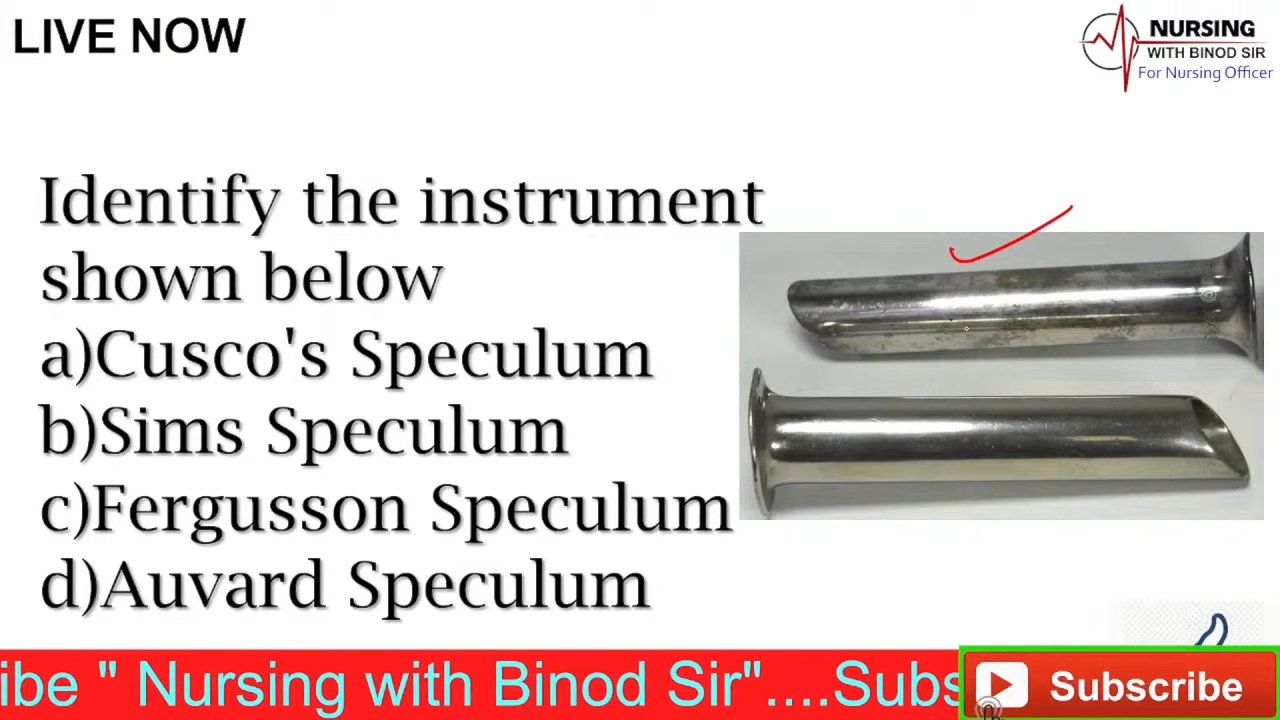 LIVE NOW
NURSING
WITH BINOD SIR
For Nursing Officer
Identify the instrument
shown below
a)Cusco's Speculum
b)Sims Speculum
c)Fergusson Speculum
d)Auvard Speculum
ibe " Nursing with Binod Sir"....Subs
Subscribe